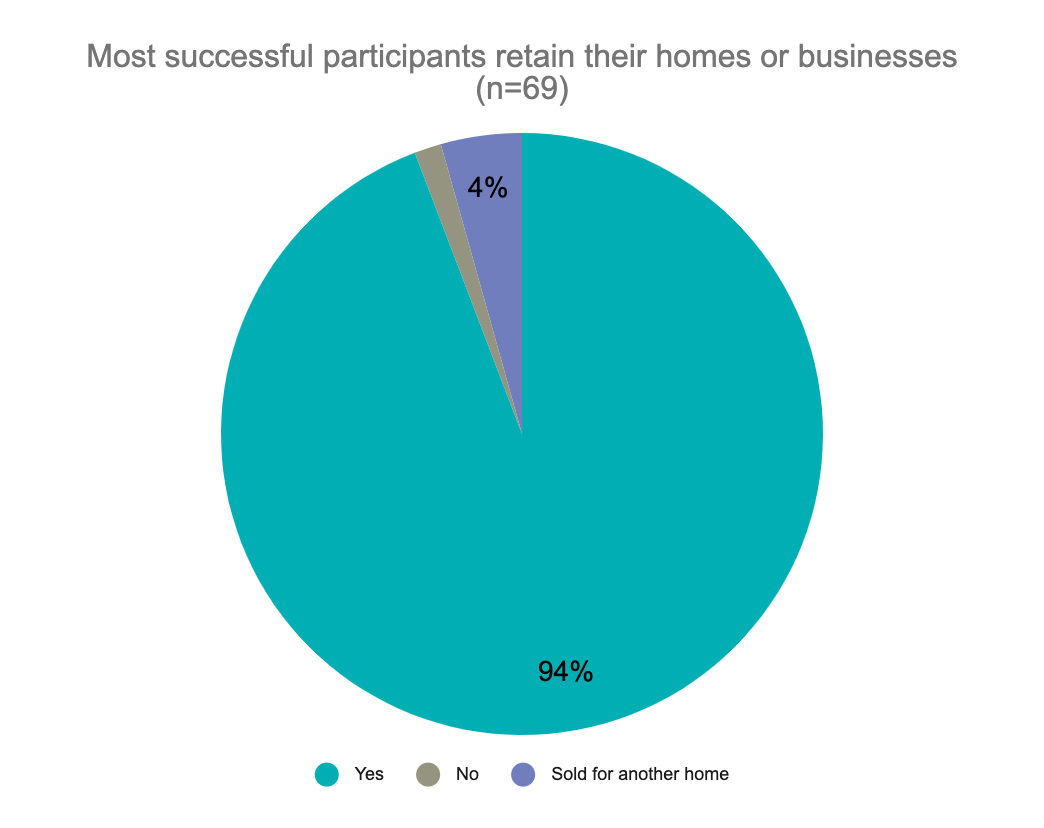 Most successful participants retain their homes or businesses
(n=69)
4%
94%
Yes No Sold for another home